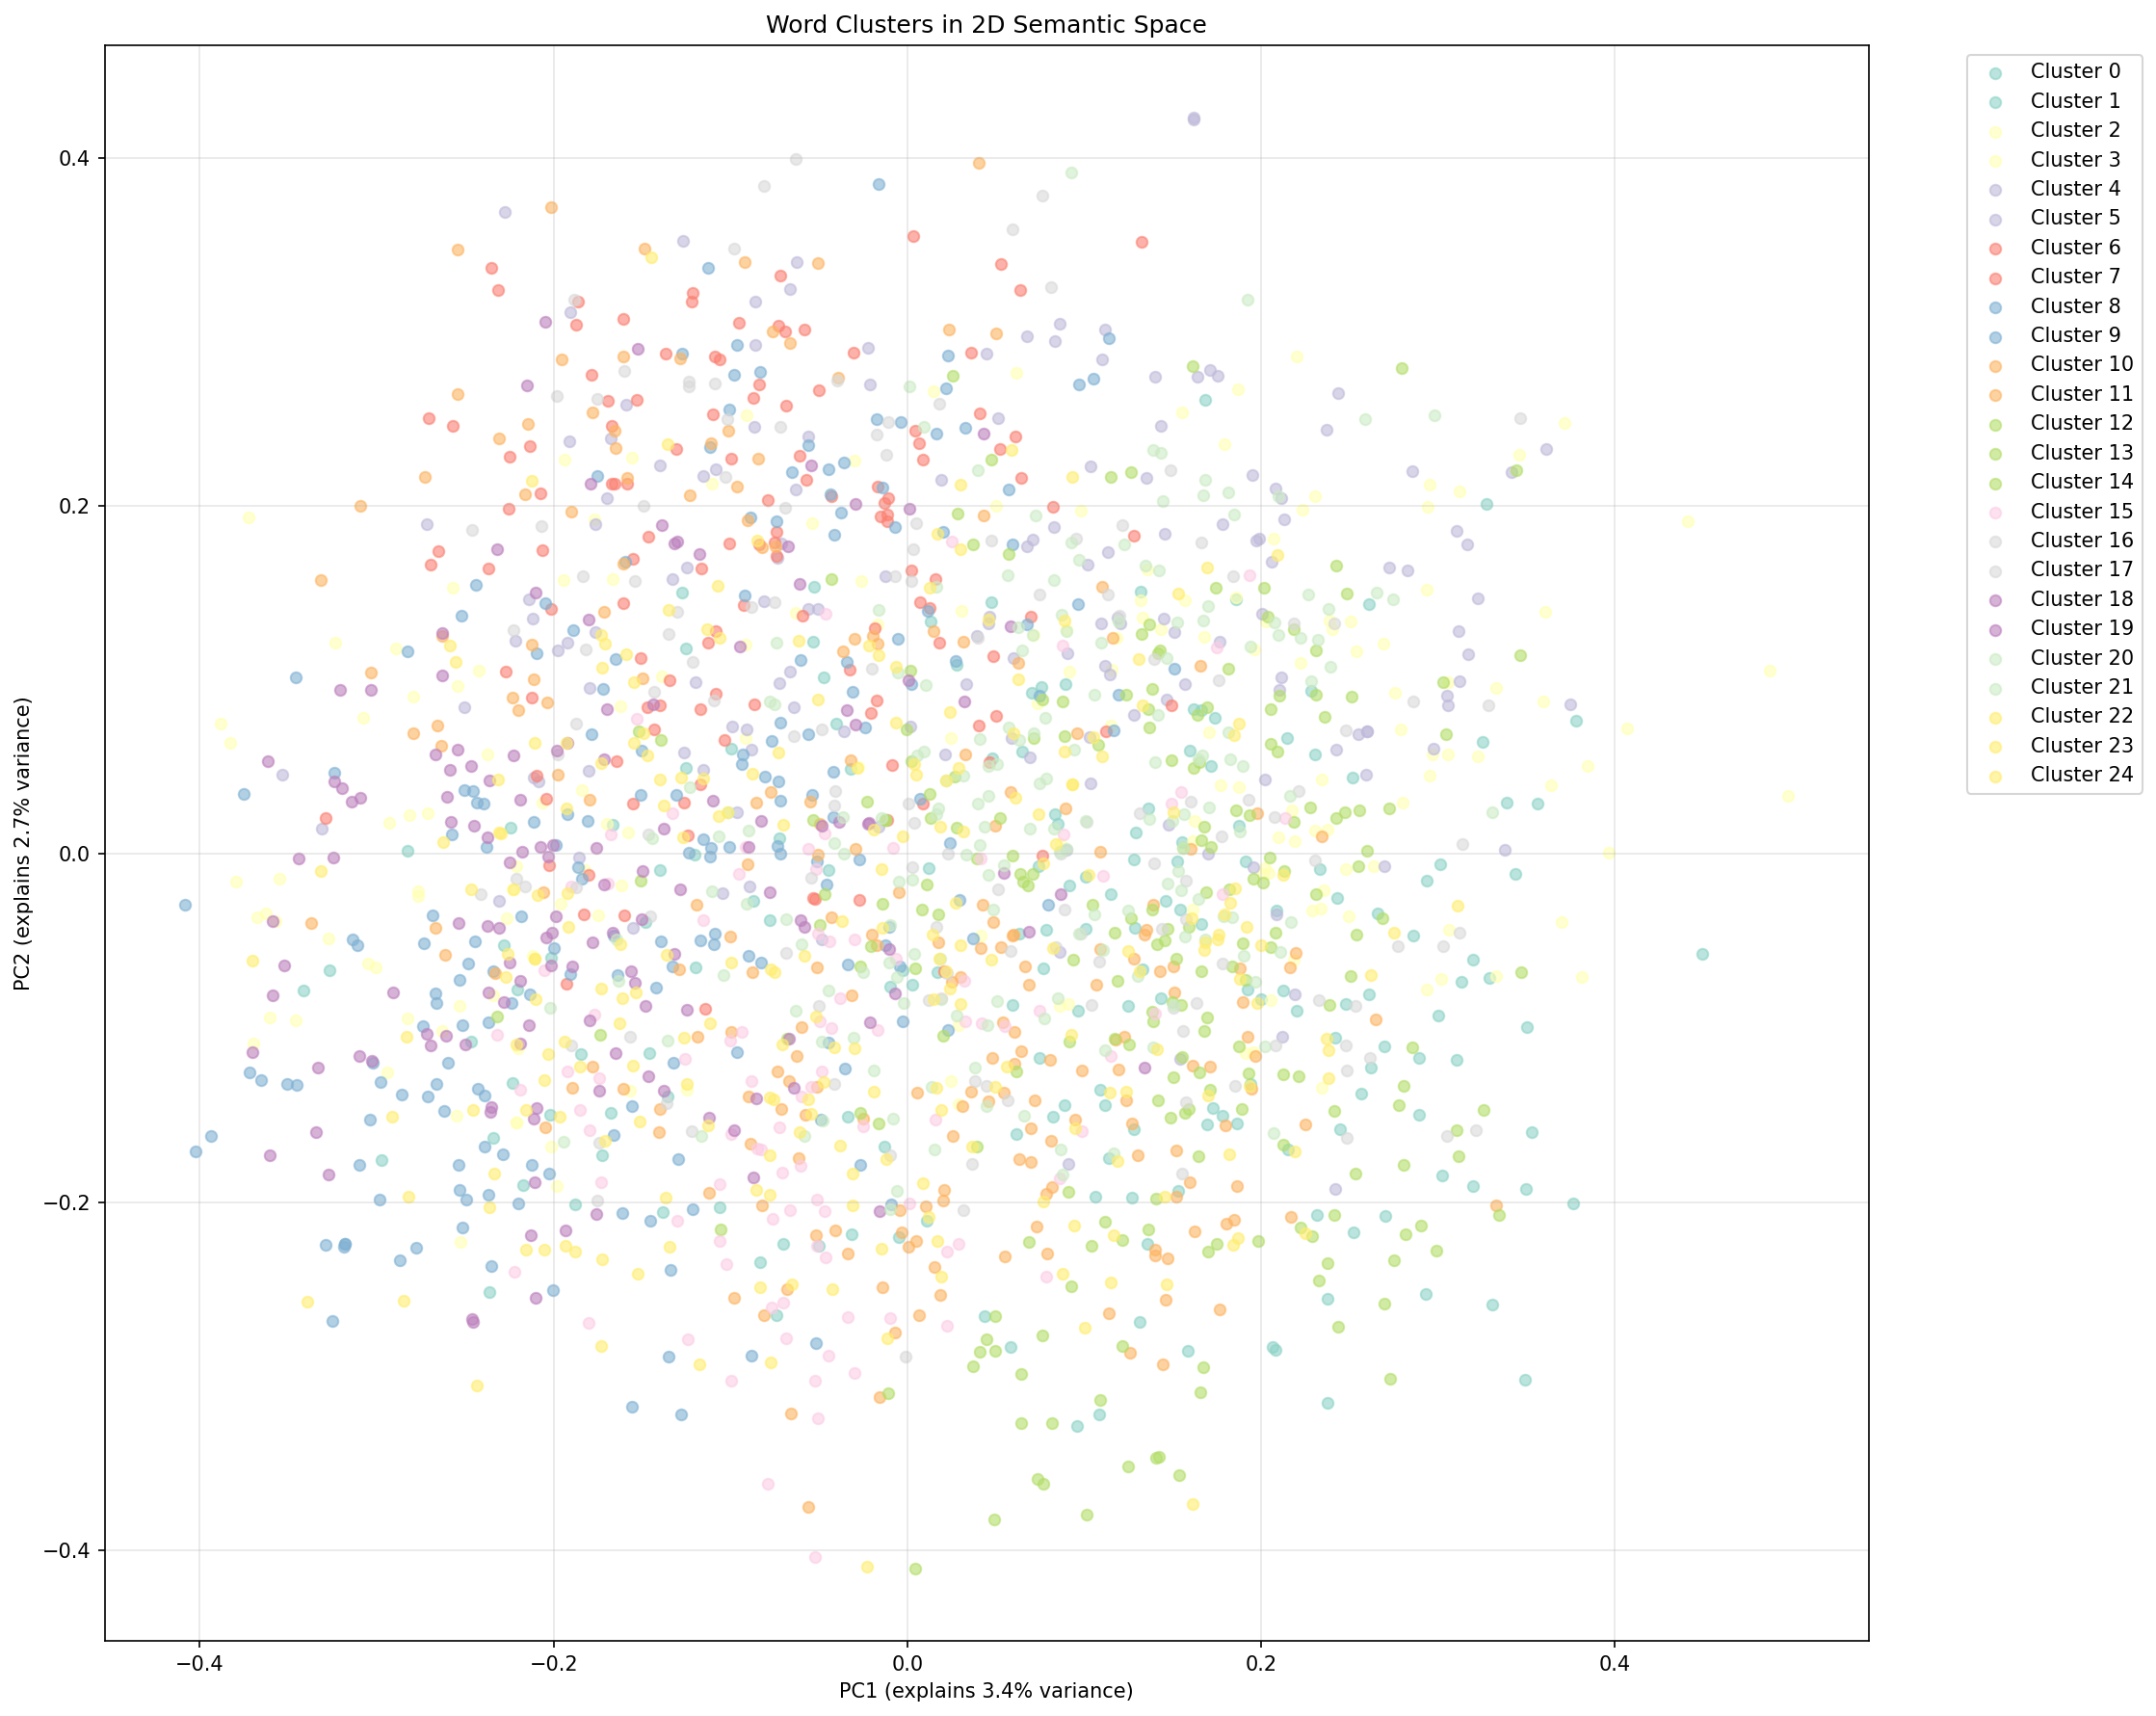 Word Clusters in 2D Semantic Space
PC2 (explains 2.7% variance)
0.4
0.2
0.0
−0.2
−0.4
−0.4
−0.2
0.0
0.2
0.4
PC1 (explains 3.4% variance)
Cluster 0
Cluster 1
Cluster 2
Cluster 3
Cluster 4
Cluster 5
Cluster 6
Cluster 7
Cluster 8
Cluster 9
Cluster 10
Cluster 11
Cluster 12
Cluster 13
Cluster 14
Cluster 15
Cluster 16
Cluster 17
Cluster 18
Cluster 19
Cluster 20
Cluster 21
Cluster 22
Cluster 23
Cluster 24